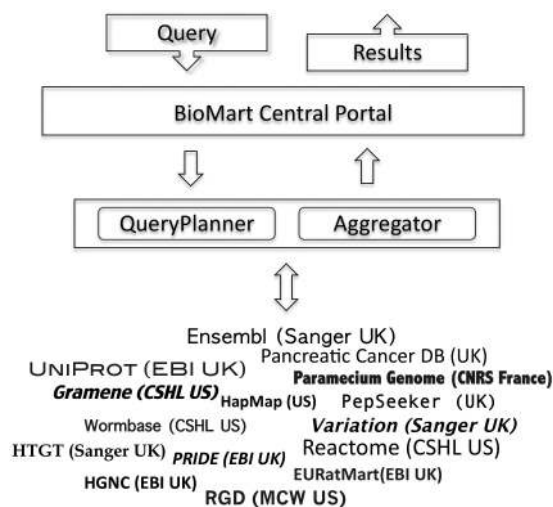 Query
Results
BioMart Central Portal
QueryPlanner
Aggregator
Ensembl (Sanger UK)
Pancreatic Cancer DB (UK)
UNIPROT (EBI UK)
Paramecium Genome (CNRS France)
Gramene (CSHL US)
HapMap (US)
PepSeeker (UK)
Wormbase (CSHL US)
Variation (Sanger UK)
HTGT (Sanger UK)
PRIDE (EBI UK)
Reactome (CSHL US)
HGNC (EBI UK)
EURatMart(EBI UK)
RGD (MCW US)